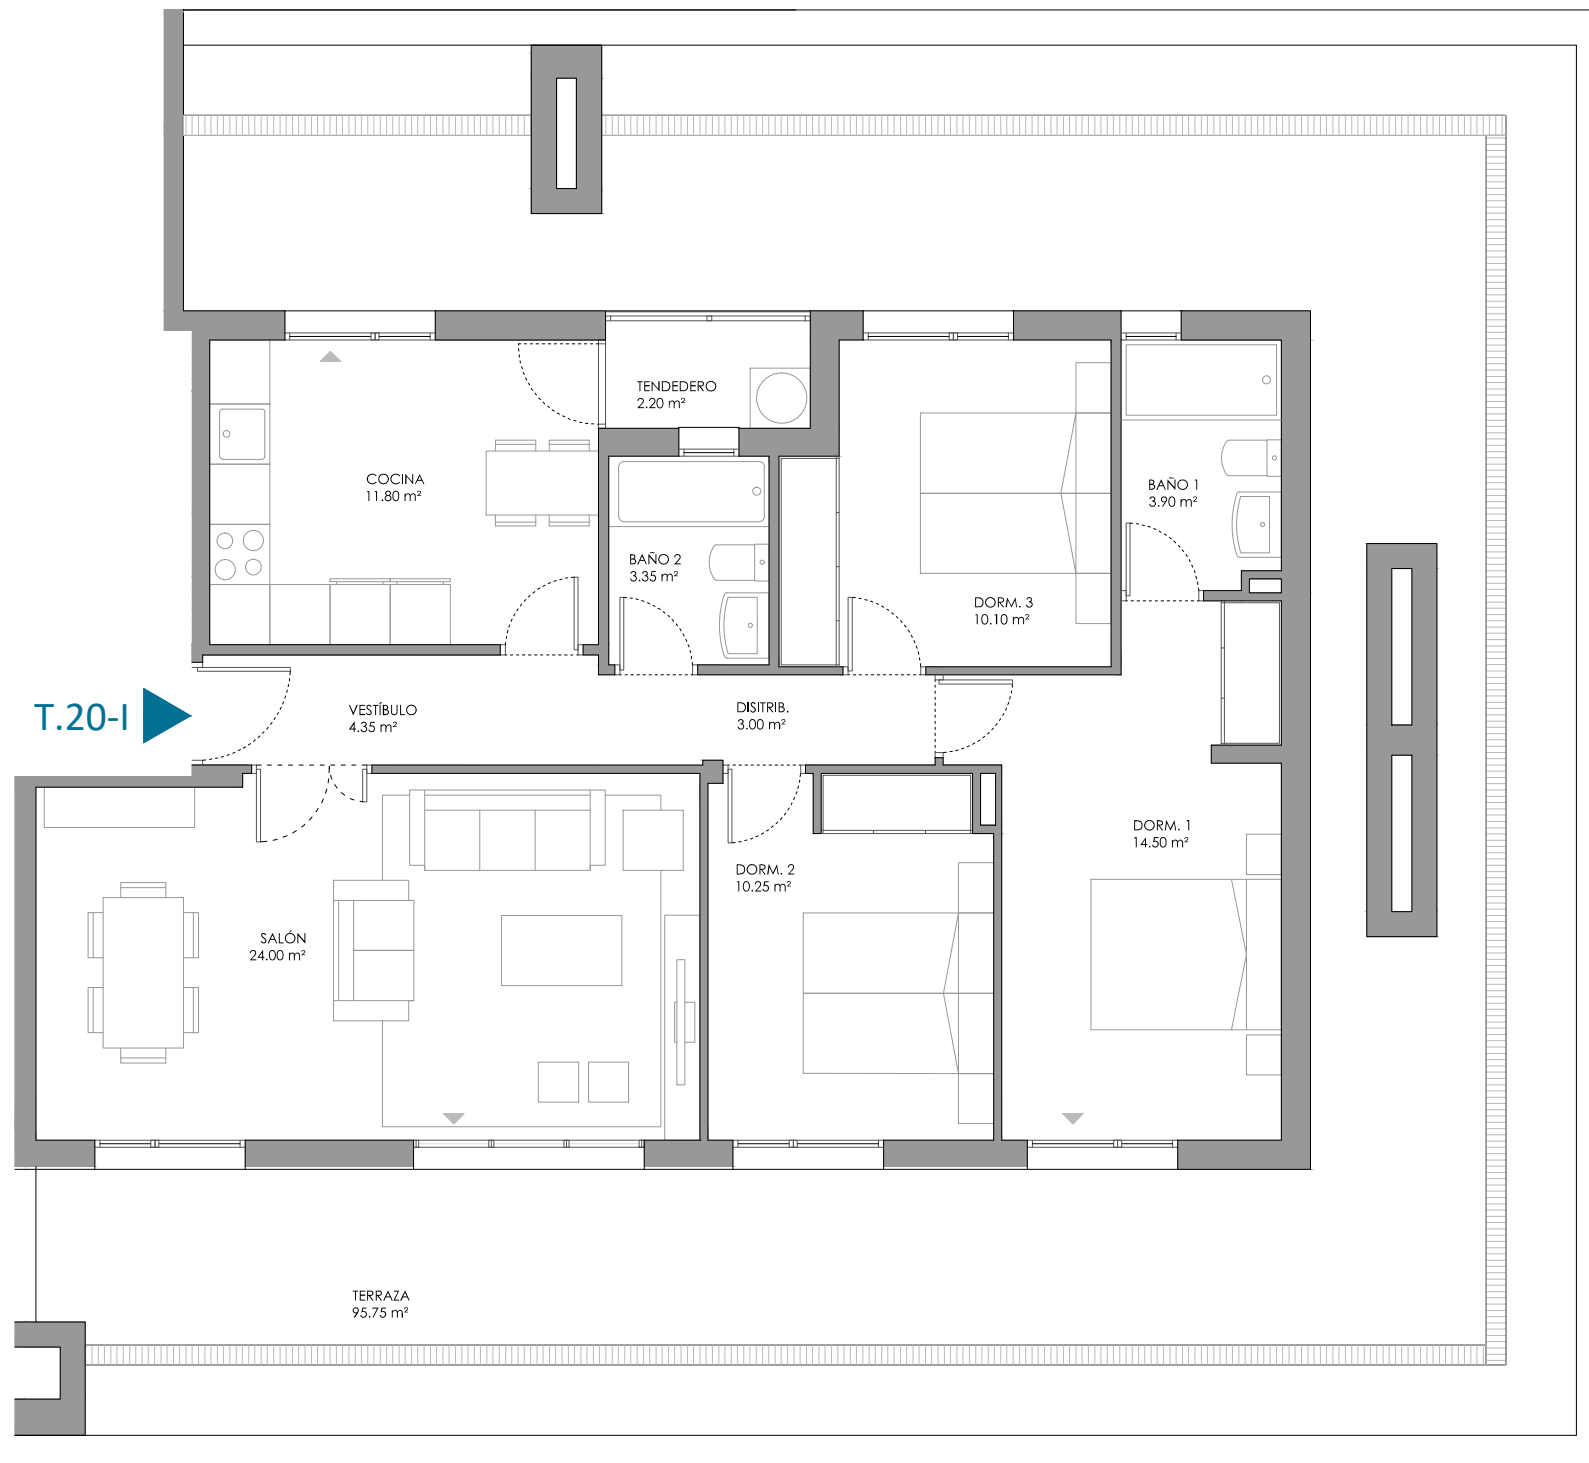 TENDEDERO
2.20 m²
COCINA
11.80 m²
BAÑO 1
3.90 m²
BAÑO 2
3.35 m²
DORM. 3
10.10 m²
T.20-I
VESTÍBULO
4.35 m²
DISITRIB.
3.00 m²
DORM. 1
14.50 m²
DORM. 2
10.25 m²
SALÓN
24.00 m²
TERRAZA
95.75 m²